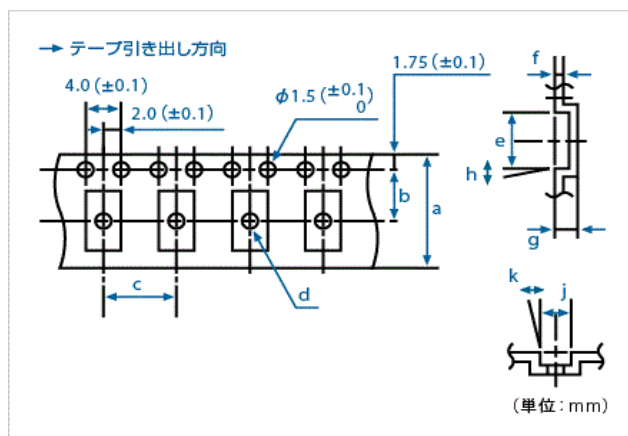 → テープ引き出し方向
4.0 (±0.1)
2.0 (±0.1)
φ1.5 (±0.1
0)
1.75 (±0.1)
a
b
c
d
f
e
h
g
k
j
(単位:mm)